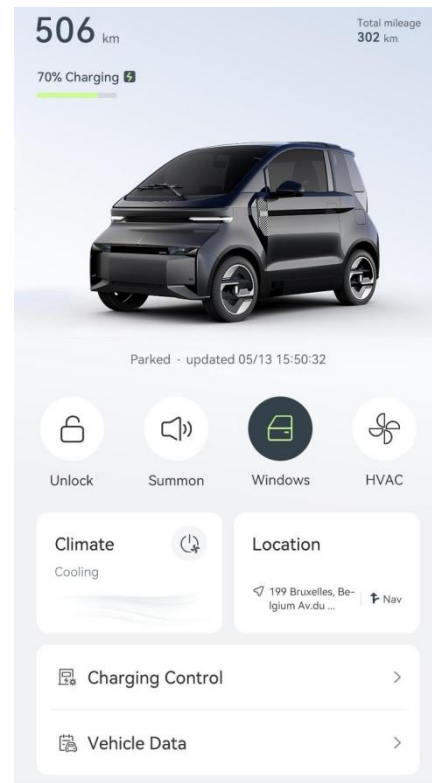 506 km
Total mileage
302 km
70% Charging
Parked · updated 05/13 15:50:32
Unlock
Summon
Windows
HVAC
Climate
Cooling
Location
199 Bruxelles, Be-
lgium Av.du ...
Nav
Charging Control
Vehicle Data